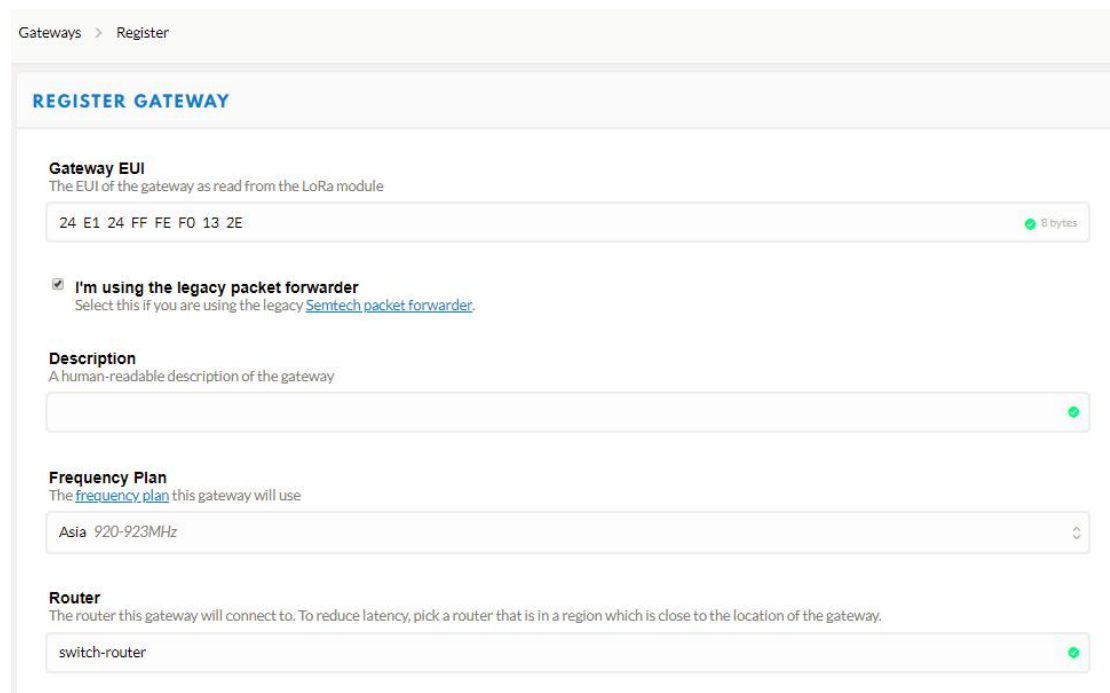 Gateways > Register
REGISTER GATEWAY
Gateway EUI
The EUI of the gateway as read from the LoRa module
24 E1 24 FF FE F0 13 2E
8 bytes
I'm using the legacy packet forwarder
Select this if you are using the legacy Semtech packet forwarder.
Description
A human-readable description of the gateway
Frequency Plan
The frequency plan this gateway will use
Asia 920-923MHz
Router
The router this gateway will connect to. To reduce latency, pick a router that is in a region which is close to the location of the gateway.
switch-router